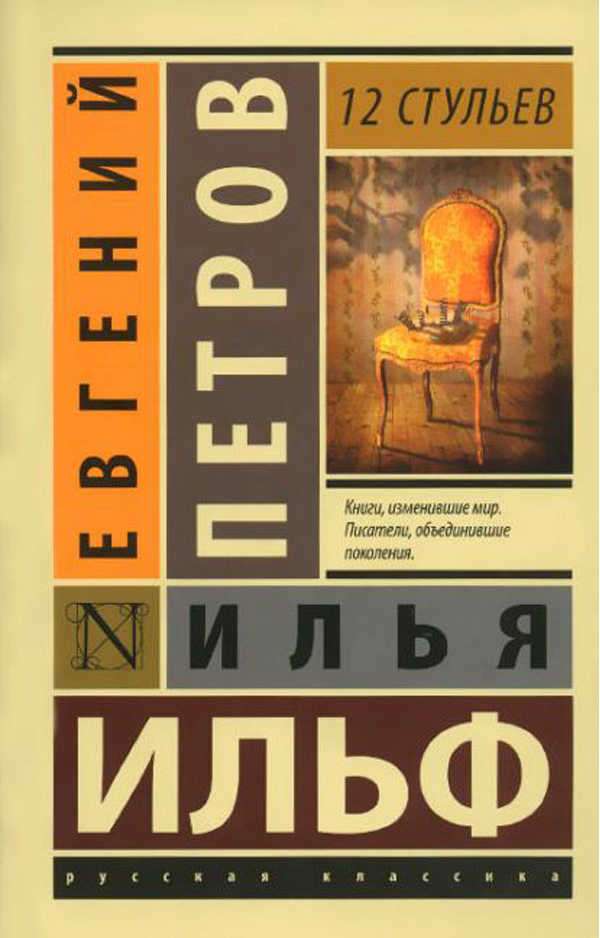 ЕВГЕНИЙ
ПЕТРОВ
12 СТУЛЬЕВ
Книги, изменившие мир.
Писатели, объединившие
поколения.
N
ИЛЬЯ
ИЛЬФ
русская классика